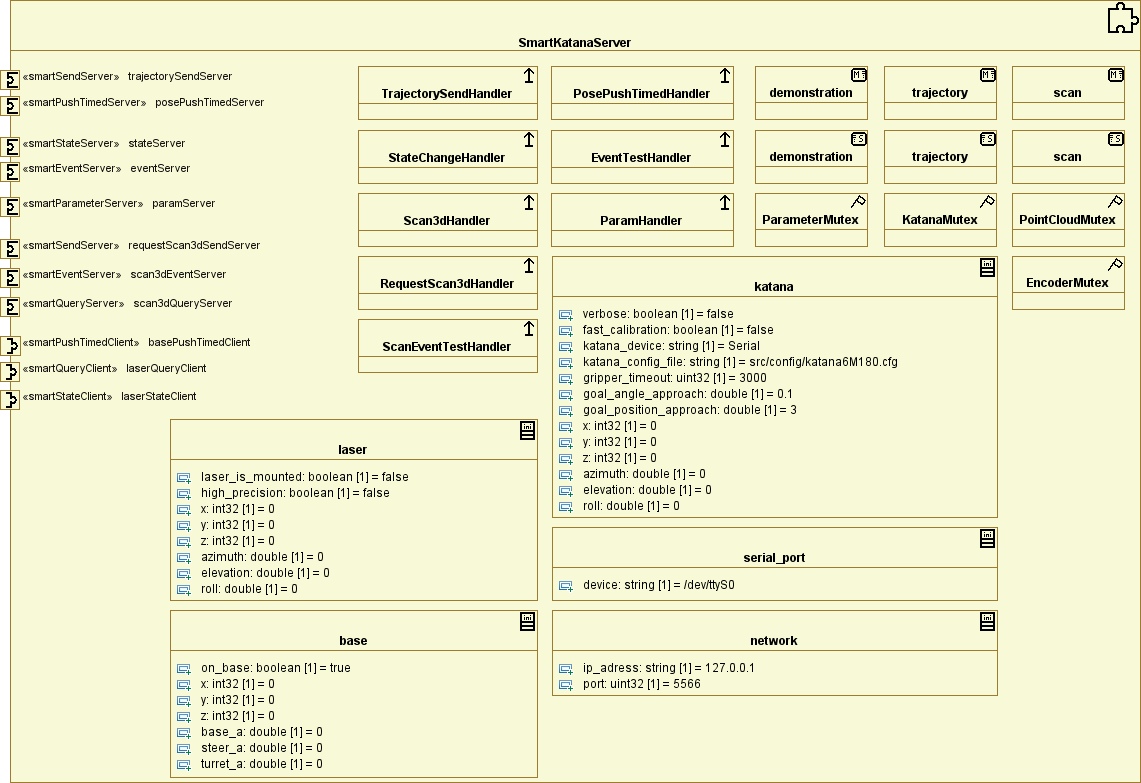 SmartKatanaServer
«smartSendServer» trajectorySendServer
«smartPushTimedServer» posePushTimedServer
«smartStateServer» stateServer
«smartEventServer» eventServer
«smartParameterServer» paramServer
«smartSendServer» requestScan3dSendServer
«smartEventServer» scan3dEventServer
«smartQueryServer» scan3dQueryServer
«smartPushTimedClient» basePushTimedClient
«smartQueryClient» laserQueryClient
«smartStateClient» laserStateClient
TrajectorySendHandler
PosePushTimedHandler
demonstration
trajectory
scan
StateChangeHandler
EventTestHandler
demonstration
trajectory
scan
Scan3dHandler
ParamHandler
ParameterMutex
KatanaMutex
PointCloudMutex
RequestScan3dHandler
EncoderMutex
ScanEventTestHandler
katana
verbose: boolean [1] = false
fast_calibration: boolean [1] = false
katana_device: string [1] = Serial
katana_config_file: string [1] = src/config/katana6M180.cfg
gripper_timeout: uint32 [1] = 3000
goal_angle_approach: double [1] = 0.1
goal_position_approach: double [1] = 3
x: int32 [1] = 0
y: int32 [1] = 0
z: int32 [1] = 0
azimuth: double [1] = 0
elevation: double [1] = 0
roll: double [1] = 0
laser
laser_is_mounted: boolean [1] = false
high_precision: boolean [1] = false
x: int32 [1] = 0
y: int32 [1] = 0
z: int32 [1] = 0
azimuth: double [1] = 0
elevation: double [1] = 0
roll: double [1] = 0
serial_port
device: string [1] = /dev/ttyS0
base
on_base: boolean [1] = true
x: int32 [1] = 0
y: int32 [1] = 0
z: int32 [1] = 0
base_a: double [1] = 0
steer_a: double [1] = 0
turret_a: double [1] = 0
network
ip_adress: string [1] = 127.0.0.1
port: uint32 [1] = 5566